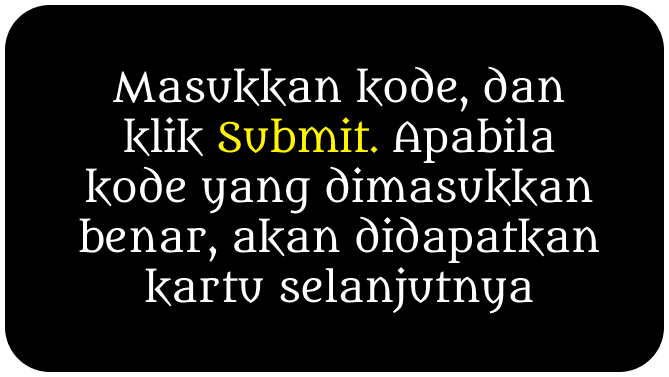 Masukkan kode, dan
klik Submit. Apabila
kode yang dimasukkan
benar, akan didapatkan
kartu selanjutnya